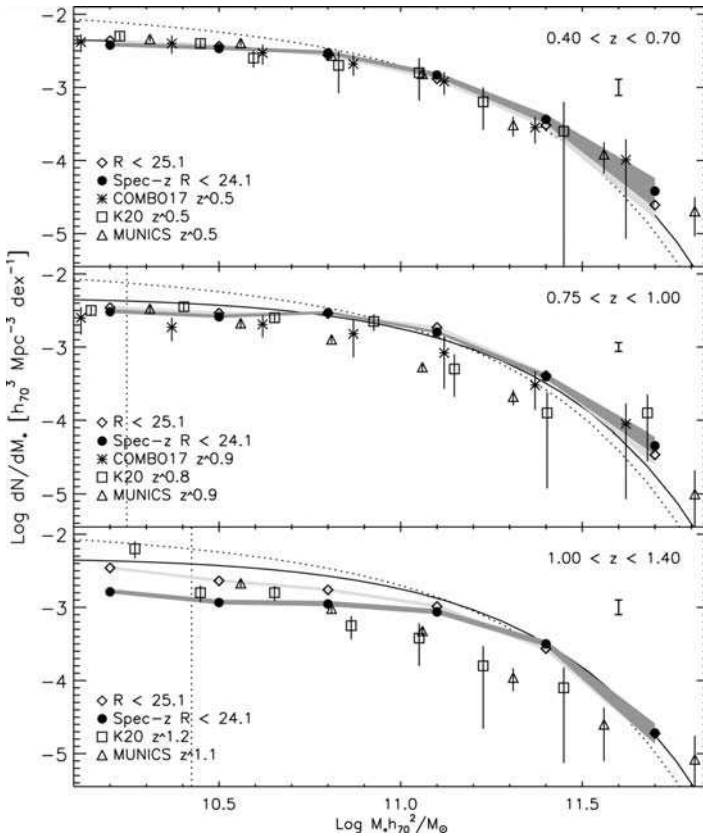 -2
0.40 < z < 0.70
-3
-4
◇ R < 25.1
● Spec-z R < 24.1
✳ COMBO17 z^0.5
□ K20 z^0.5
△ MUNICS z^0.5
-5
-2
0.75 < z < 1.00
-3
-4
◇ R < 25.1
● Spec-z R < 24.1
✳ COMBO17 z^0.9
□ K20 z^0.8
△ MUNICS z^0.9
-5
Log dN/dM* [h₇₀³ Mpc⁻³ dex⁻¹]
-2
1.00 < z < 1.40
-3
-4
◇ R < 25.1
● Spec-z R < 24.1
□ K20 z^1.2
△ MUNICS z^1.1
-5
10.5 11.0 11.5
Log M*h₇₀²/M⊙